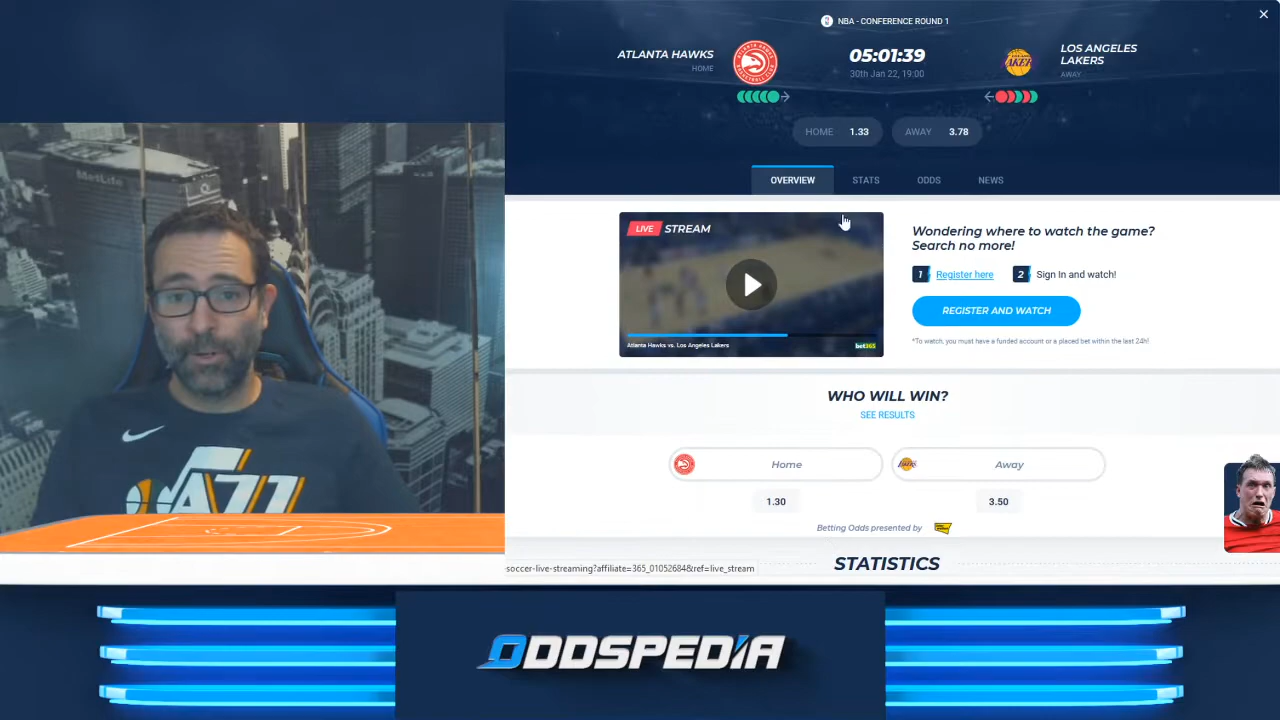 NBA - CONFERENCE ROUND 1
ATLANTA HAWKS
HOME
05:01:39
30th Jan 22, 19:00
LOS ANGELES
LAKERS
AWAY
HOME 1.33
AWAY 3.78
OVERVIEW
STATS
ODDS
NEWS
MetLife
LIVE STREAM
Atlanta Hawks vs. Los Angeles Lakers
bet365
Wondering where to watch the game?
Search no more!
1 Register here
2 Sign In and watch!
REGISTER AND WATCH
*To watch, you must have a funded account or a placed bet within the last 24h!
WHO WILL WIN?
SEE RESULTS
Home
Away
1.30
3.50
Betting Odds presented by
STATISTICS
-soccer-live-streaming?affiliate=365_01052684&ref=live_stream
ODDSPEDIA